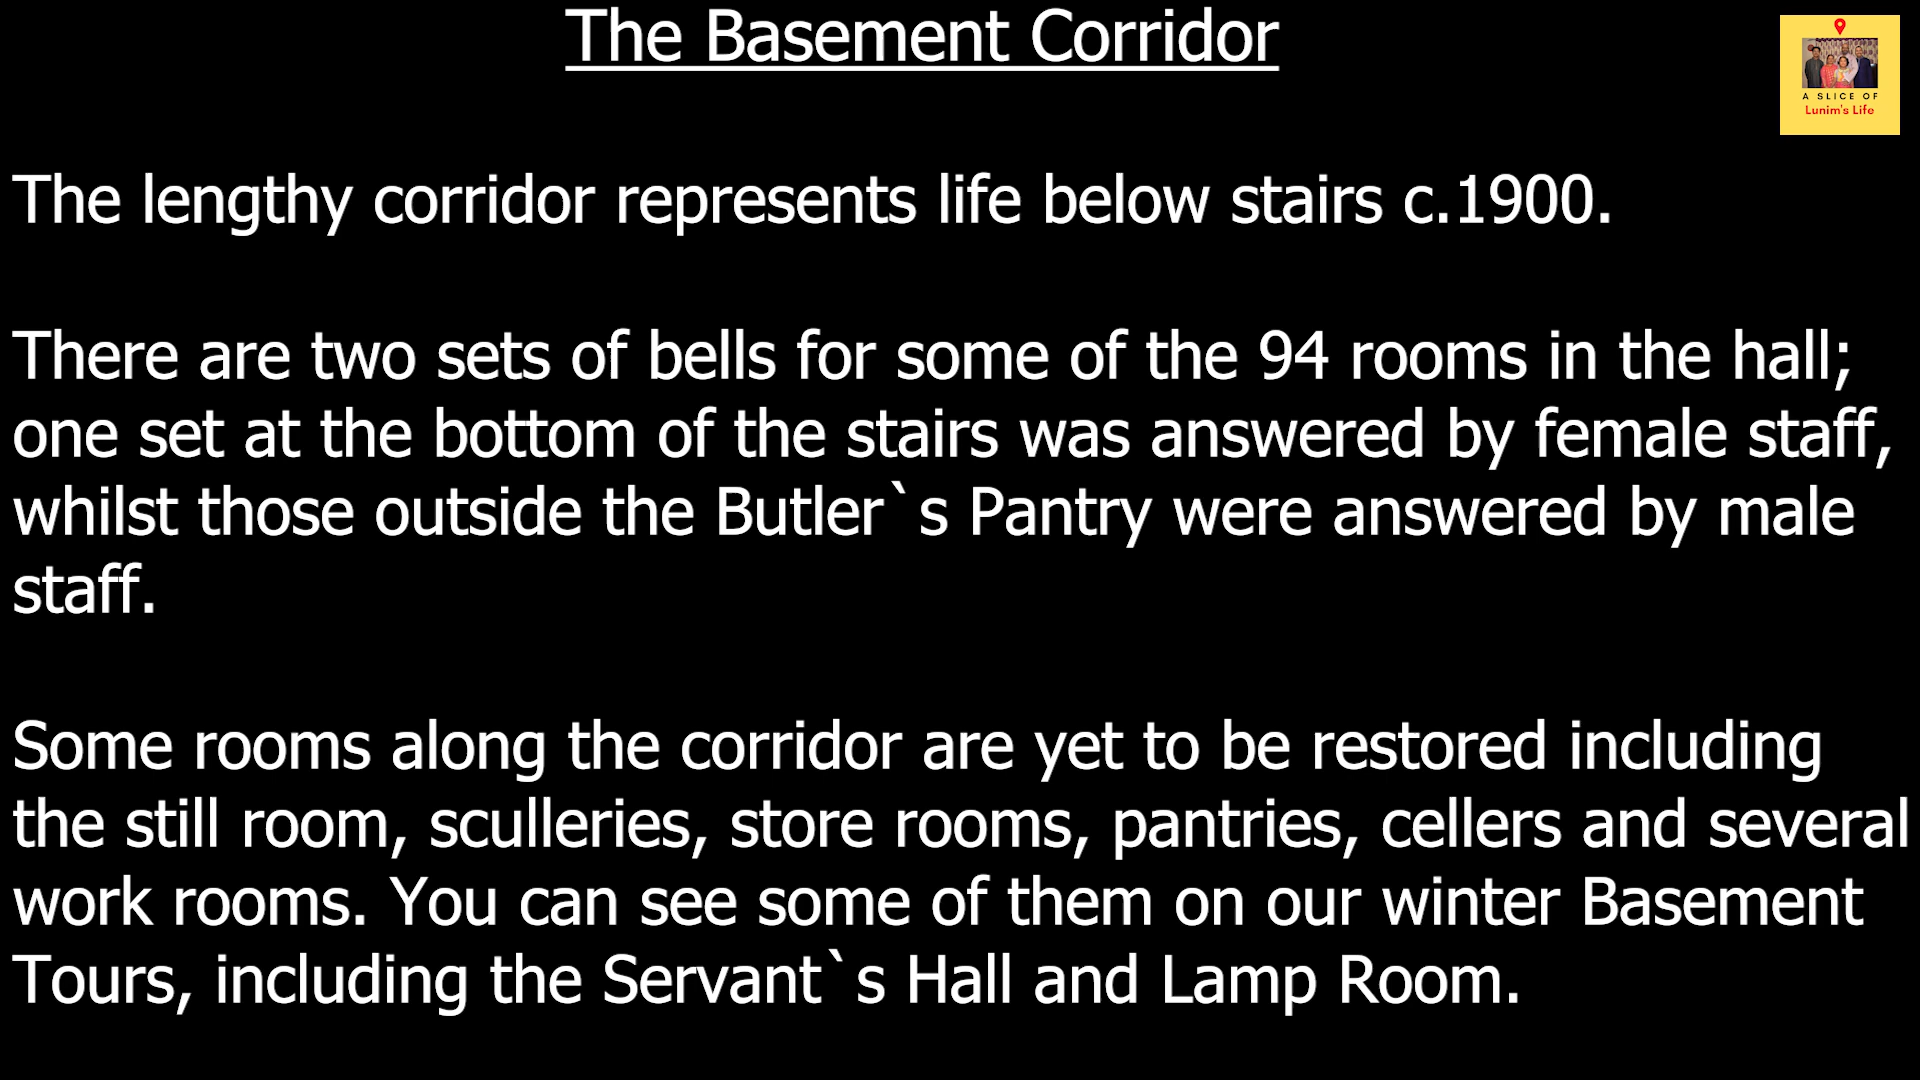 The Basement Corridor
A SLICE OF
Lunim's Life
The lengthy corridor represents life below stairs c.1900.
There are two sets of bells for some of the 94 rooms in the hall;
one set at the bottom of the stairs was answered by female staff,
whilst those outside the Butler`s Pantry were answered by male
staff.
Some rooms along the corridor are yet to be restored including
the still room, sculleries, store rooms, pantries, cellers and several
work rooms. You can see some of them on our winter Basement
Tours, including the Servant`s Hall and Lamp Room.